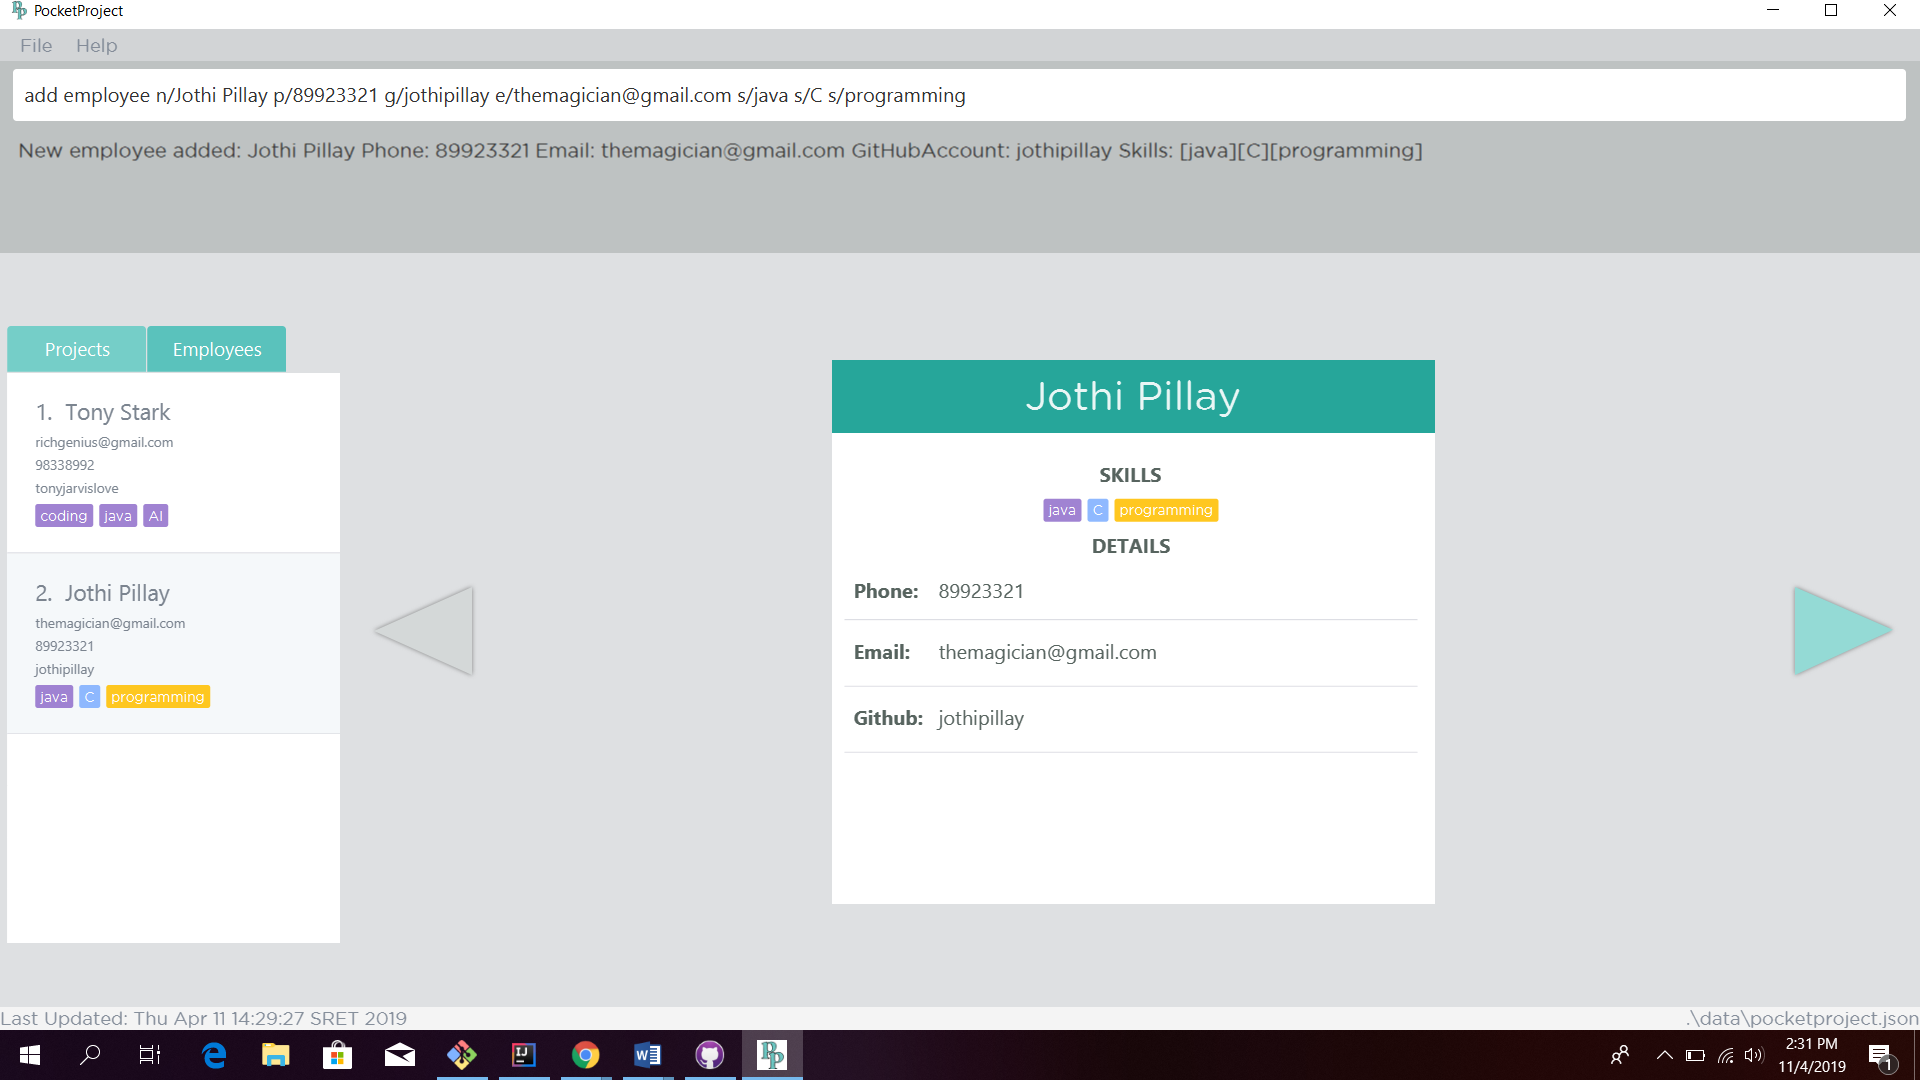 PocketProject
File Help
add employee n/Jothi Pillay p/89923321 g/jothipillay e/themagician@gmail.com s/java s/C s/programming
New employee added: Jothi Pillay Phone: 89923321 Email: themagician@gmail.com GitHubAccount: jothipillay Skills: [java][C][programming]
Projects Employees
1. Tony Stark
richgenius@gmail.com
98338992
tonyjarvislove
coding java AI
2. Jothi Pillay
themagician@gmail.com
89923321
jothipillay
java C programming
Jothi Pillay
SKILLS
java C programming
DETAILS
Phone: 89923321
Email: themagician@gmail.com
Github: jothipillay
Last Updated: Thu Apr 11 14:29:27 SRET 2019
.\data\pocketproject.json
2:31 PM
11/4/2019
1